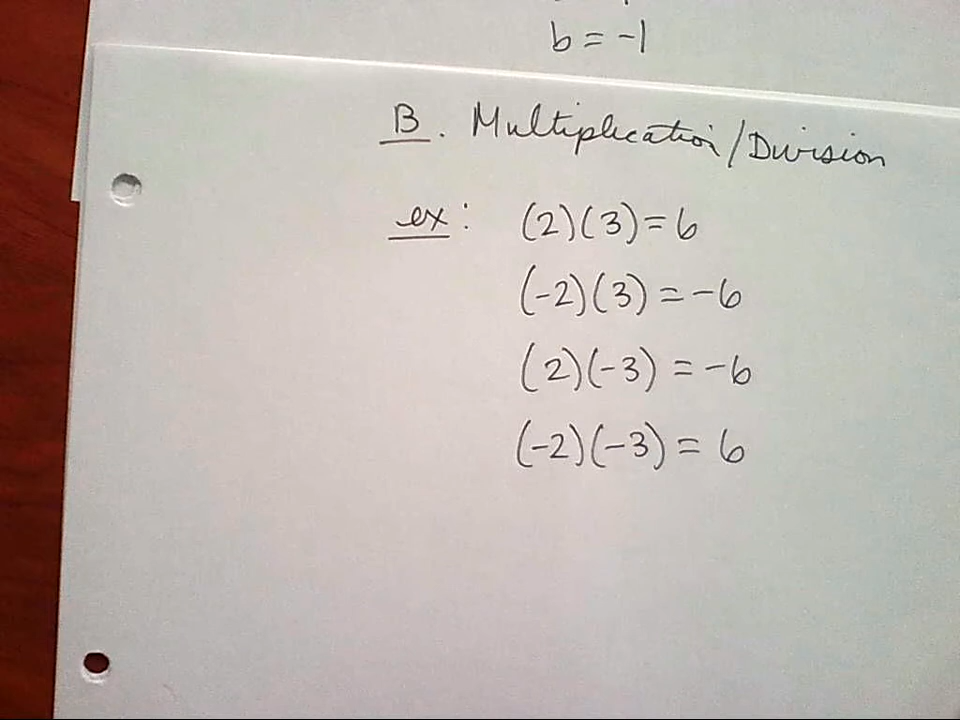 b = -1
B. Multiplication/Division
ex: (2)(3) = 6
(-2)(3) = -6
(2)(-3) = -6
(-2)(-3) = 6